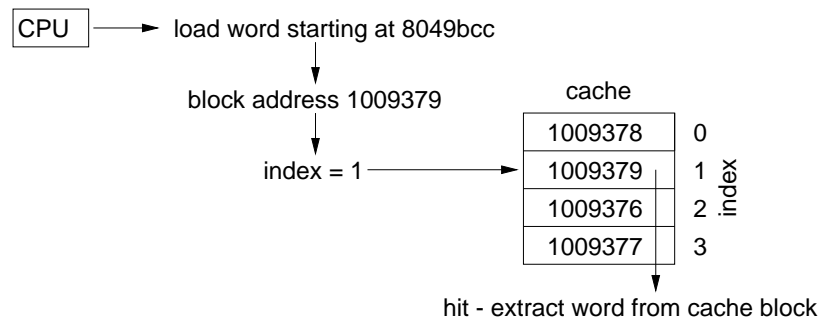 CPU
load word starting at 8049bcc
block address 1009379
index = 1
cache
1009378 0
1009379 1
1009376 2
1009377 3
index
hit - extract word from cache block